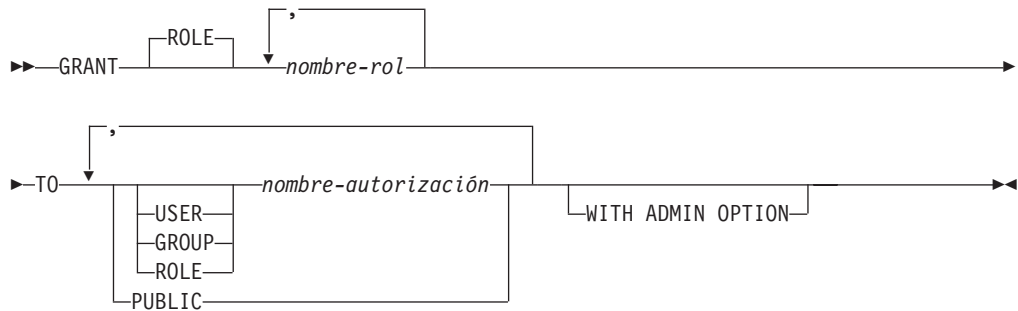 ROLE
,
GRANT nombre-rol
,
TO nombre-autorización
USER WITH ADMIN OPTION
GROUP
ROLE
PUBLIC